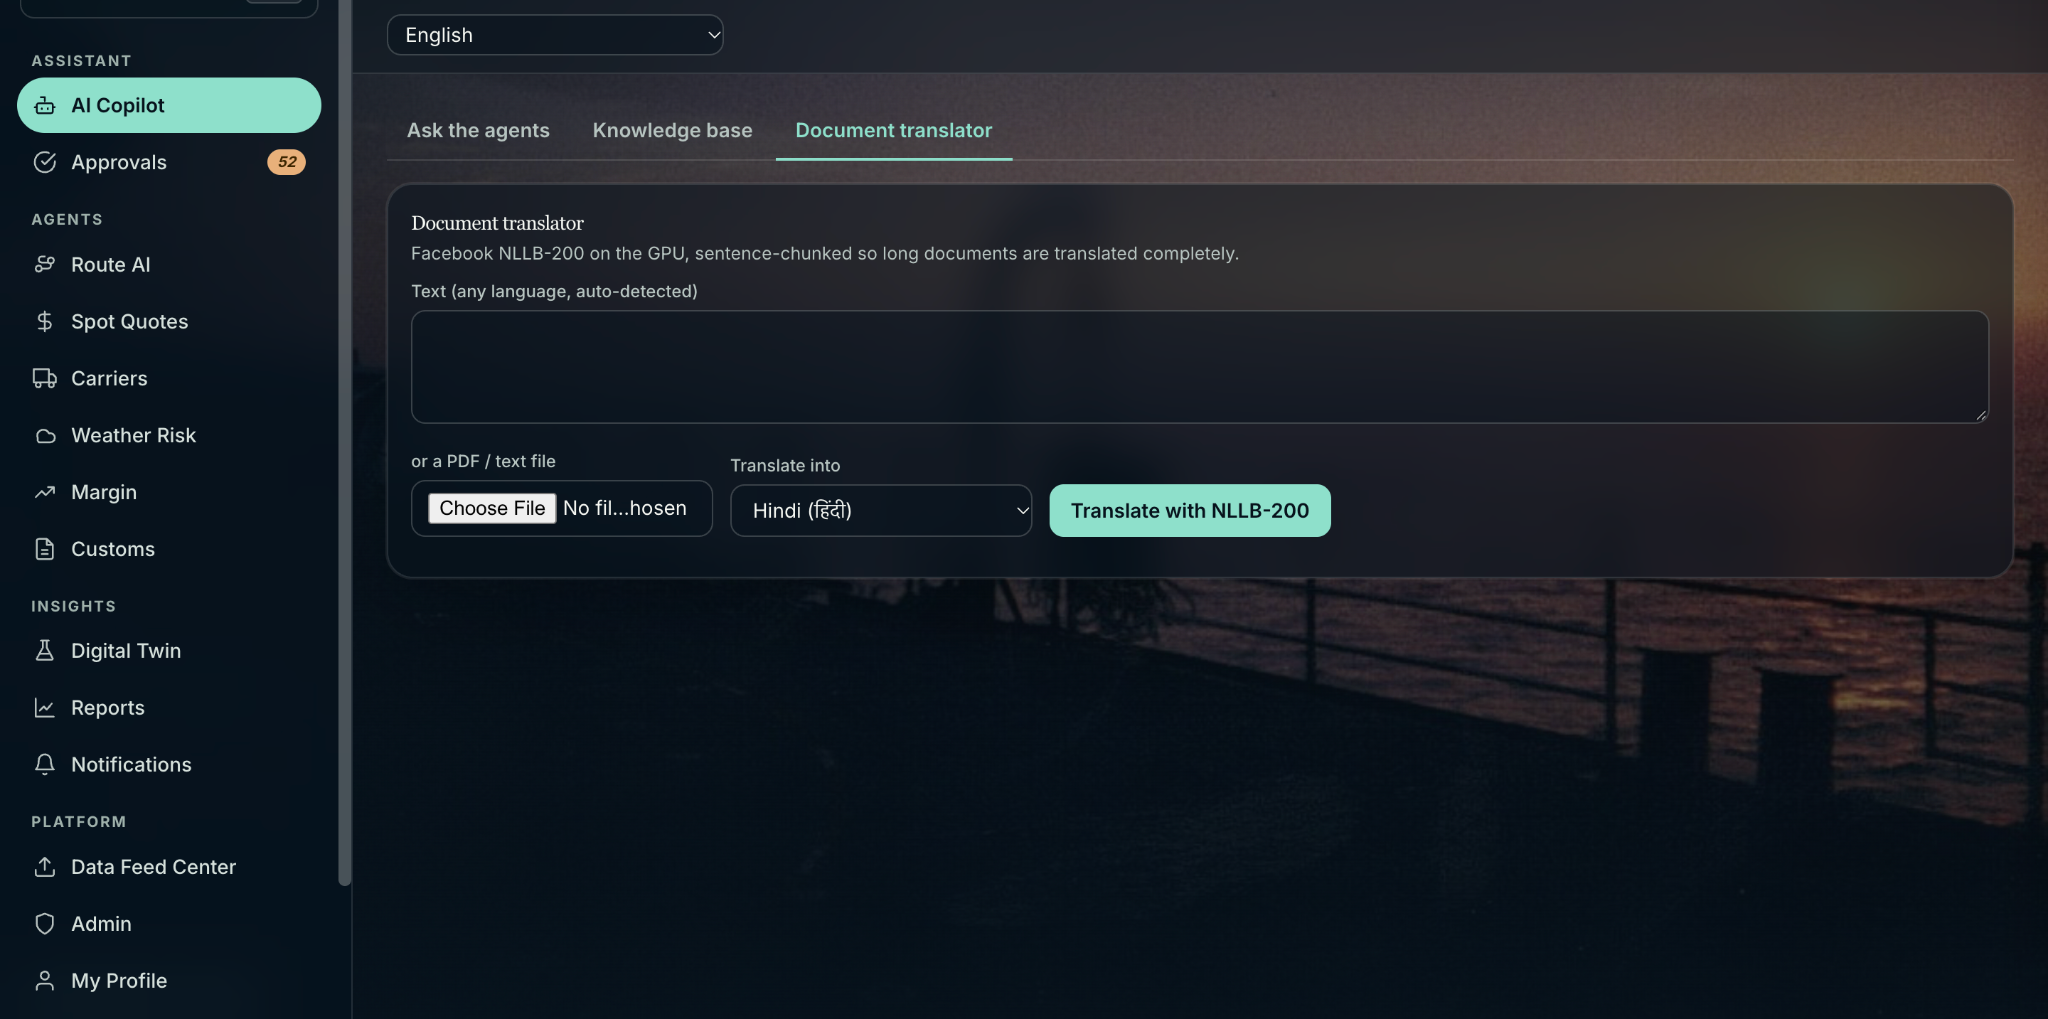 ASSISTANT
AI Copilot
Approvals 52
AGENTS
Route AI
Spot Quotes
Carriers
Weather Risk
Margin
Customs
INSIGHTS
Digital Twin
Reports
Notifications
PLATFORM
Data Feed Center
Admin
My Profile
English
Ask the agents Knowledge base Document translator
Document translator
Facebook NLLB-200 on the GPU, sentence-chunked so long documents are translated completely.
Text (any language, auto-detected)
or a PDF / text file
Choose File No fil...hosen
Translate into
Hindi (हिंदी)
Translate with NLLB-200